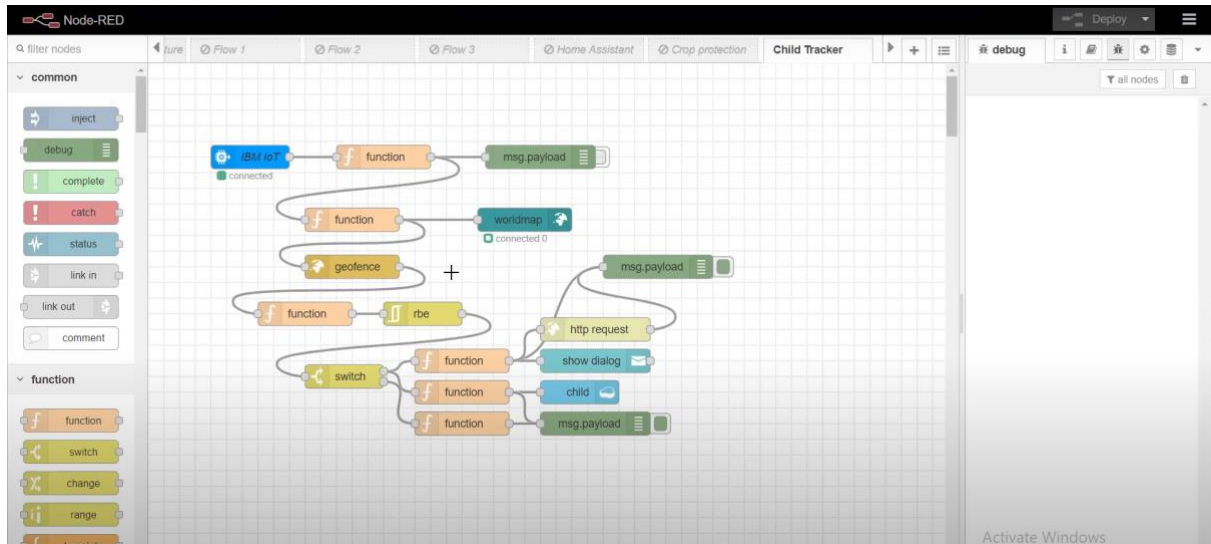 Node-RED
Deploy
filter nodes
ture
Flow 1
Flow 2
Flow 3
Home Assistant
Crop protection
Child Tracker
debug
i
all nodes
common
inject
debug
complete
catch
status
link in
link out
comment
function
function
switch
change
range
IBM IoT
connected
function
msg.payload
function
worldmap
connected 0
geofence
msg.payload
function
rbe
http request
switch
function
show dialog
function
child
function
msg.payload
Activate Windows